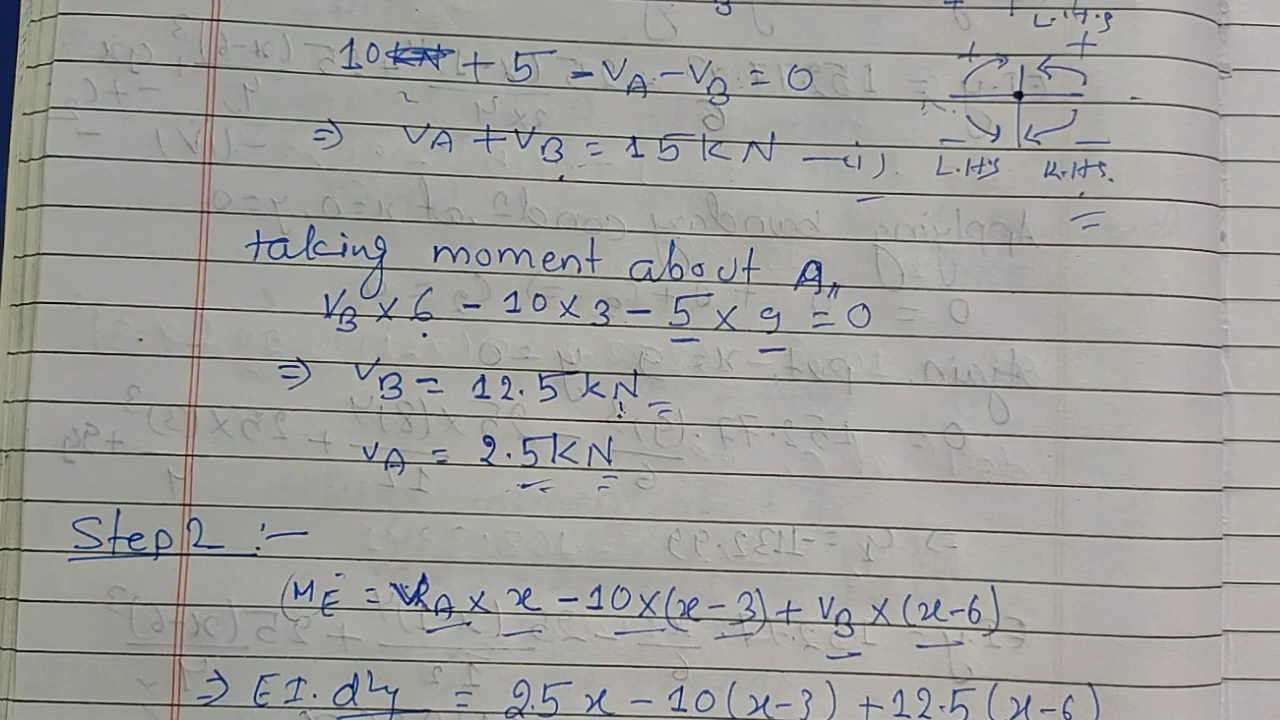 10 + 5 - VA - VB = 0
+ +
⇒ VA + VB = 15 kN —(i).
- -
L.H.S R.H.S.
taking moment about A,,
VB × 6 - 10 × 3 - 5 × 9 = 0
⇒ VB = 12.5 kN
VA = 2.5 kN
Step 2 :-
(ME = VA × x - 10 × (x - 3) + VB × (x - 6)
⇒ EI. d²y = 2.5 x - 10 (x - 3) + 12.5 (x - 6)